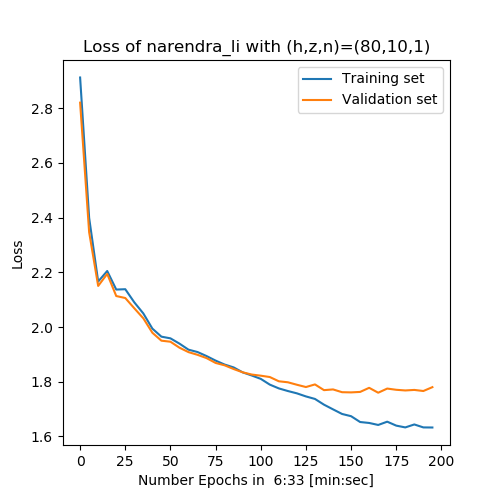 Loss of narendra_li with (h,z,n)=(80,10,1)
Training set
Validation set
2.8
2.6
2.4
2.2
2.0
1.8
1.6
Loss
0 25 50 75 100 125 150 175 200
Number Epochs in  6:33 [min:sec]